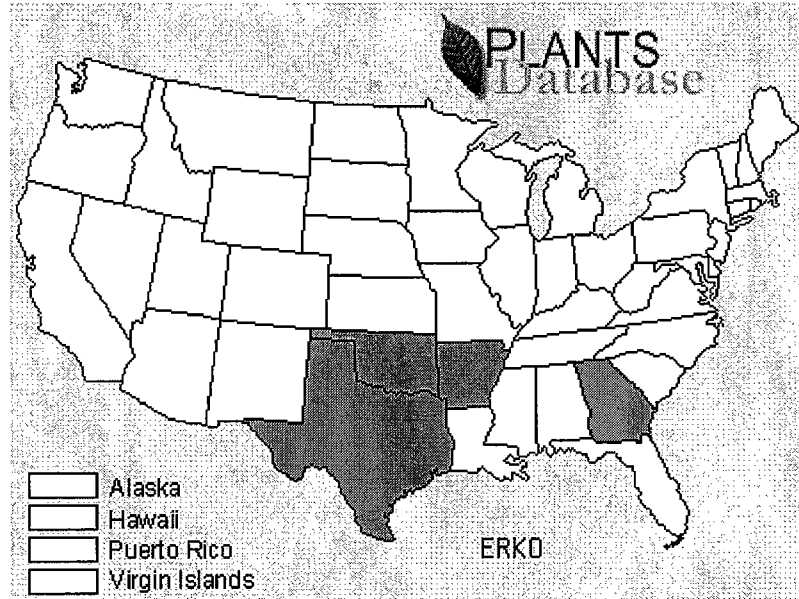 PLANTS
Database
Alaska
Hawaii
Puerto Rico
Virgin Islands
ERKO